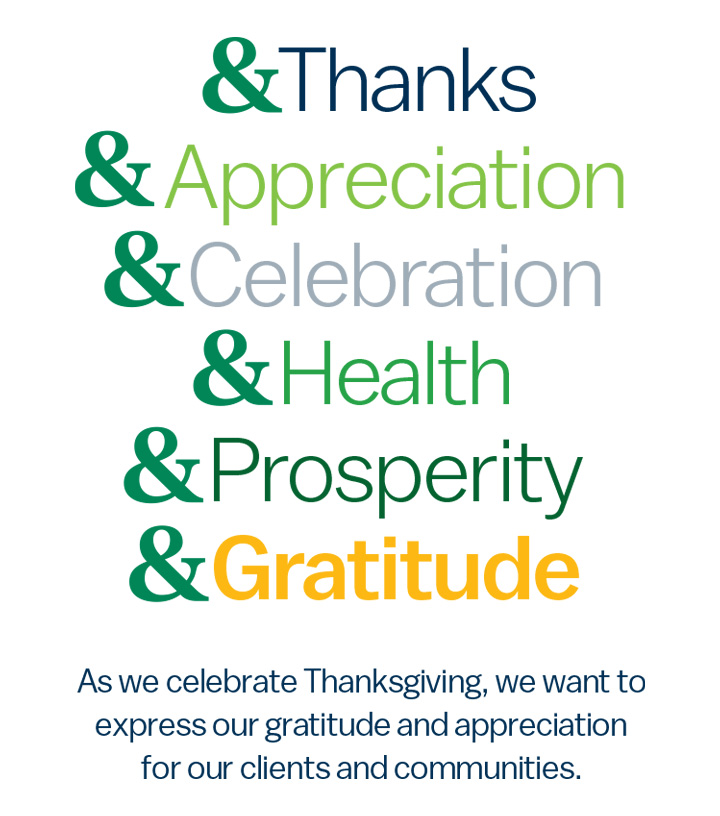 &Thanks
& Appreciation
&Celebration
&Health
&Prosperity
&Gratitude
As we celebrate Thanksgiving, we want to
express our gratitude and appreciation
for our clients and communities.